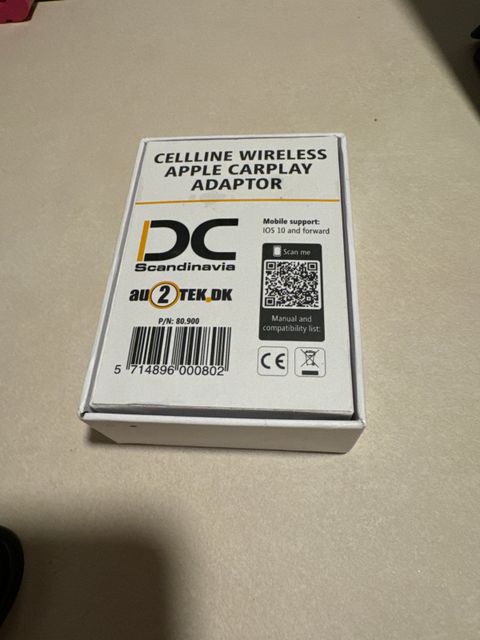 CELLLINE WIRELESS
APPLE CARPLAY
ADAPTOR
DC
Scandinavia
au2TEK.DK
P/N: 80.900
5 714896 000802
Mobile support:
IOS 10 and forward
Scan me
Manual and
compatibility list:
CE